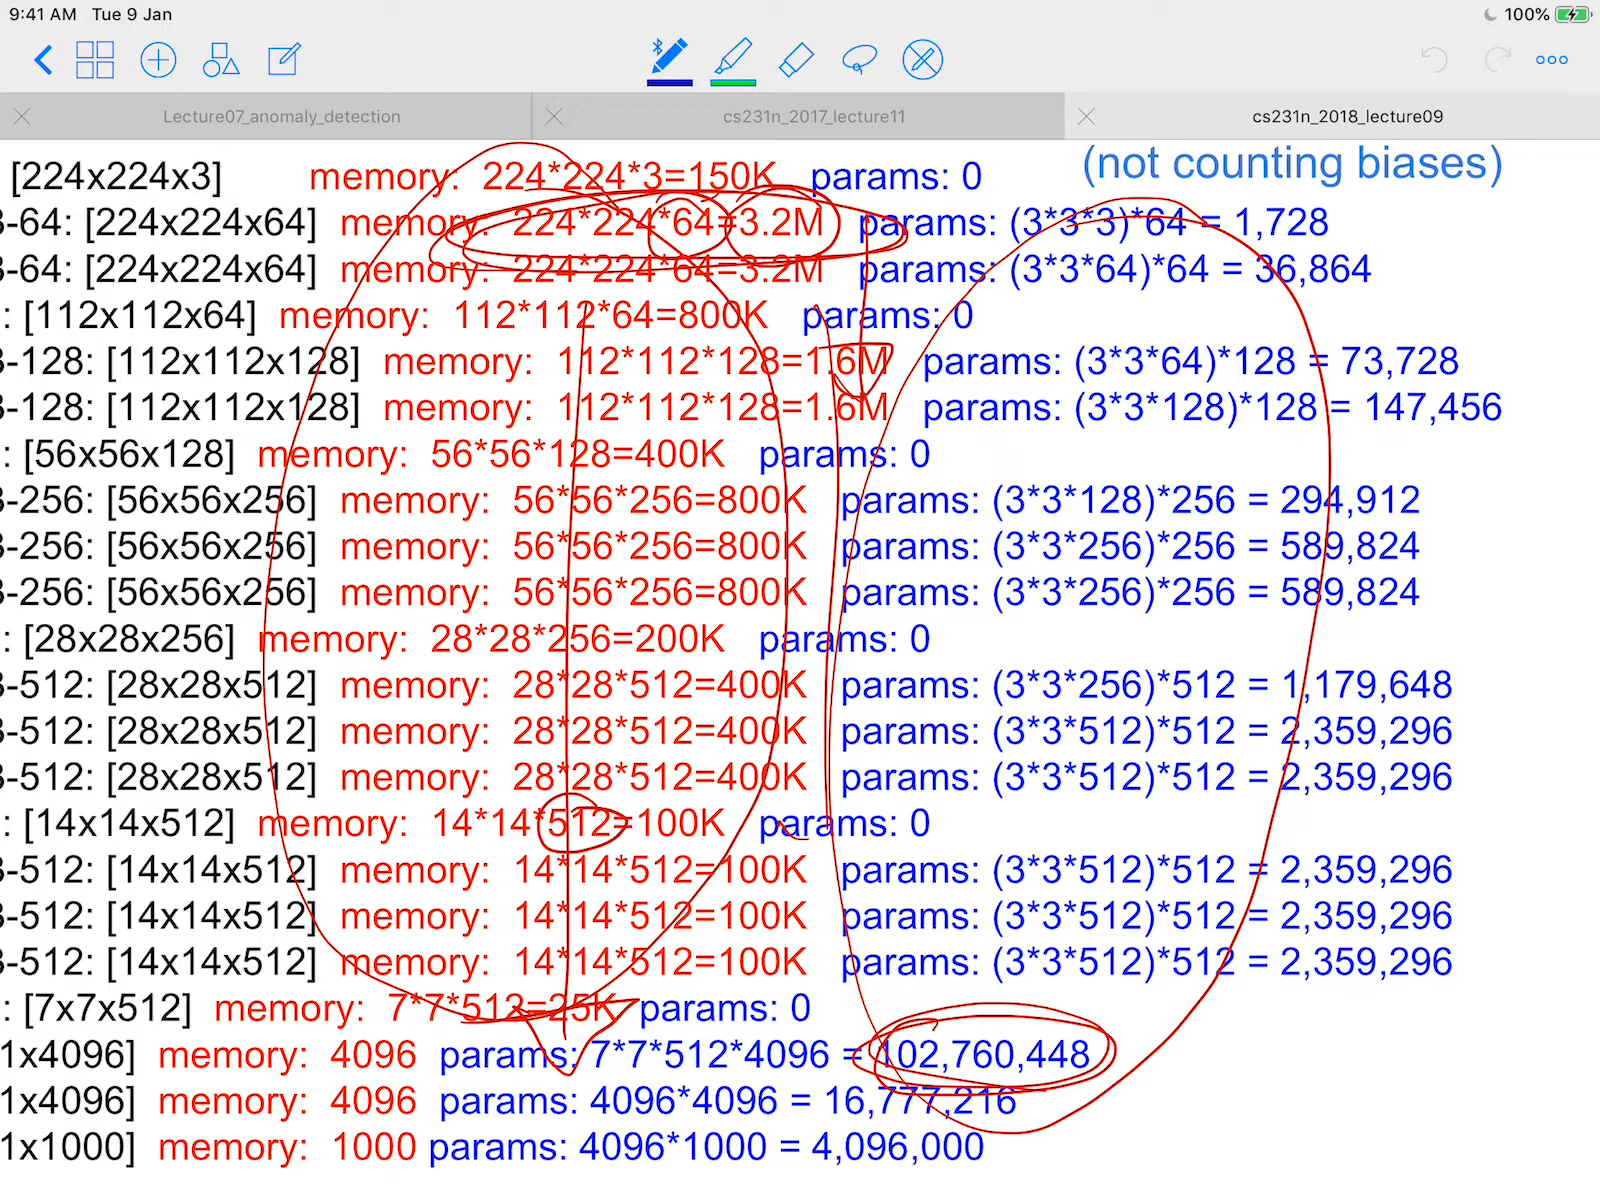 9:41 AM Tue 9 Jan 100%
Lecture07_anomaly_detection cs231n_2017_lecture11 cs231n_2018_lecture09
(not counting biases)
[224x224x3] memory: 224*224*3=150K params: 0
3-64: [224x224x64] memory: 224*224*64=3.2M params: (3*3*3)*64 = 1,728
3-64: [224x224x64] memory: 224*224*64=3.2M params: (3*3*64)*64 = 36,864
: [112x112x64] memory: 112*112*64=800K params: 0
3-128: [112x112x128] memory: 112*112*128=1.6M params: (3*3*64)*128 = 73,728
3-128: [112x112x128] memory: 112*112*128=1.6M params: (3*3*128)*128 = 147,456
: [56x56x128] memory: 56*56*128=400K params: 0
3-256: [56x56x256] memory: 56*56*256=800K params: (3*3*128)*256 = 294,912
3-256: [56x56x256] memory: 56*56*256=800K params: (3*3*256)*256 = 589,824
3-256: [56x56x256] memory: 56*56*256=800K params: (3*3*256)*256 = 589,824
: [28x28x256] memory: 28*28*256=200K params: 0
3-512: [28x28x512] memory: 28*28*512=400K params: (3*3*256)*512 = 1,179,648
3-512: [28x28x512] memory: 28*28*512=400K params: (3*3*512)*512 = 2,359,296
3-512: [28x28x512] memory: 28*28*512=400K params: (3*3*512)*512 = 2,359,296
: [14x14x512] memory: 14*14*512=100K params: 0
3-512: [14x14x512] memory: 14*14*512=100K params: (3*3*512)*512 = 2,359,296
3-512: [14x14x512] memory: 14*14*512=100K params: (3*3*512)*512 = 2,359,296
3-512: [14x14x512] memory: 14*14*512=100K params: (3*3*512)*512 = 2,359,296
: [7x7x512] memory: 7*7*512=25K params: 0
1x4096] memory: 4096 params: 7*7*512*4096 = 102,760,448
1x4096] memory: 4096 params: 4096*4096 = 16,777,216
1x1000] memory: 1000 params: 4096*1000 = 4,096,000